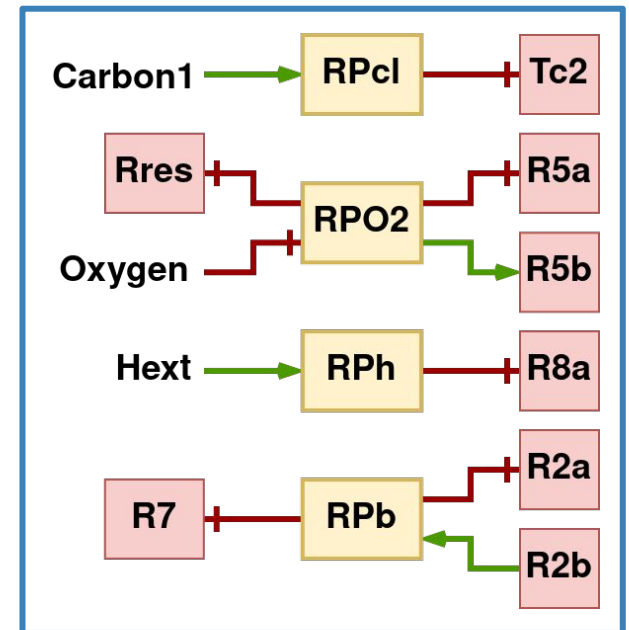 Carbon1
RPcl
Tc2
Rres
RPO2
R5a
Oxygen
R5b
Hext
RPh
R8a
R2a
R7
RPb
R2b